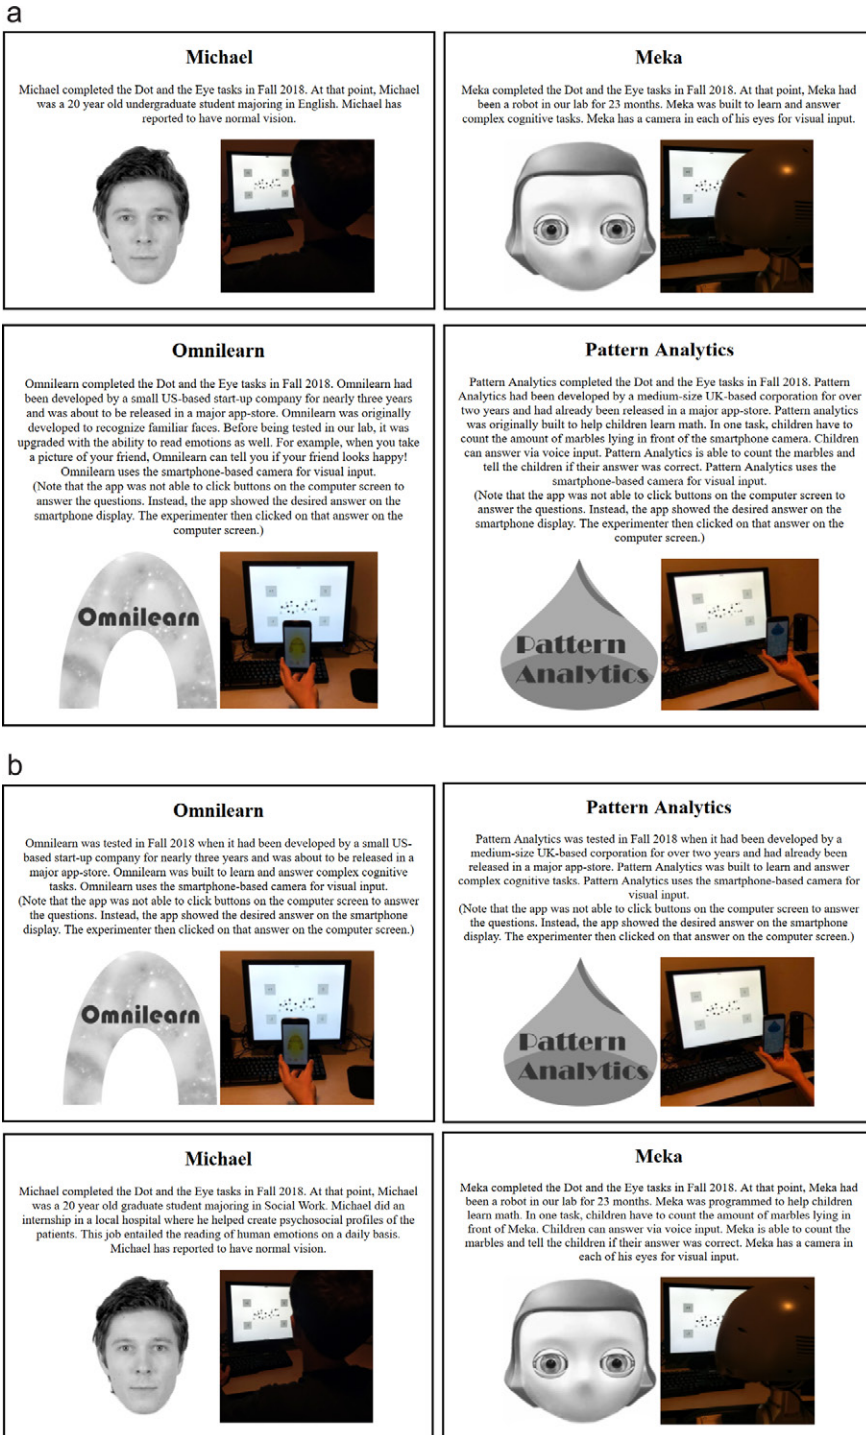 a
Michael
Michael completed the Dot and the Eye tasks in Fall 2018. At that point, Michael
was a 20 year old undergraduate student majoring in English. Michael has
reported to have normal vision.
Meka
Meka completed the Dot and the Eye tasks in Fall 2018. At that point, Meka had
been a robot in our lab for 23 months. Meka was built to learn and answer
complex cognitive tasks. Meka has a camera in each of his eyes for visual input.
Omnilearn
Omnilearn completed the Dot and the Eye tasks in Fall 2018. Omnilearn had
been developed by a small US-based start-up company for nearly three years
and was about to be released in a major app-store. Omnilearn was originally
developed to recognize familiar faces. Before being tested in our lab, it was
upgraded with the ability to read emotions as well. For example, when you take
a picture of your friend, Omnilearn can tell you if your friend looks happy!
Omnilearn uses the smartphone-based camera for visual input.
(Note that the app was not able to click buttons on the computer screen to
answer the questions. Instead, the app showed the desired answer on the
smartphone display. The experimenter then clicked on that answer on the
computer screen.)
Omnilearn
Pattern Analytics
Pattern Analytics completed the Dot and the Eye tasks in Fall 2018. Pattern
Analytics had been developed by a medium-size UK-based corporation for over
two years and had already been released in a major app-store. Pattern analytics
was originally built to help children learn math. In one task, children have to
count the amount of marbles lying in front of the smartphone camera. Children
can answer via voice input. Pattern Analytics is able to count the marbles and
tell the children if their answer was correct. Pattern Analytics uses the
smartphone-based camera for visual input.
(Note that the app was not able to click buttons on the computer screen to
answer the questions. Instead, the app showed the desired answer on the
smartphone display. The experimenter then clicked on that answer on the
computer screen.)
Pattern
Analytics
b
Omnilearn
Omnilearn was tested in Fall 2018 when it had been developed by a small US-
based start-up company for nearly three years and was about to be released in a
major app-store. Omnilearn was built to learn and answer complex cognitive
tasks. Omnilearn uses the smartphone-based camera for visual input.
(Note that the app was not able to click buttons on the computer screen to answer
the questions. Instead, the app showed the desired answer on the smartphone
display. The experimenter then clicked on that answer on the computer screen.)
Omnilearn
Pattern Analytics
Pattern Analytics was tested in Fall 2018 when it had been developed by a
medium-size UK-based corporation for over two years and had already been
released in a major app-store. Pattern Analytics was built to learn and answer
complex cognitive tasks. Pattern Analytics uses the smartphone-based camera for
visual input.
(Note that the app was not able to click buttons on the computer screen to answer
the questions. Instead, the app showed the desired answer on the smartphone
display. The experimenter then clicked on that answer on the computer screen.)
Pattern
Analytics
Michael
Michael completed the Dot and the Eye tasks in Fall 2018. At that point, Michael
was a 20 year old graduate student majoring in Social Work. Michael did an
internship in a local hospital where he helped create psychosocial profiles of the
patients. This job entailed the reading of human emotions on a daily basis.
Michael has reported to have normal vision.
Meka
Meka completed the Dot and the Eye tasks in Fall 2018. At that point, Meka had
been a robot in our lab for 23 months. Meka was programmed to help children
learn math. In one task, children have to count the amount of marbles lying in
front of Meka. Children can answer via voice input. Meka is able to count the
marbles and tell the children if their answer was correct. Meka has a camera in
each of his eyes for visual input.